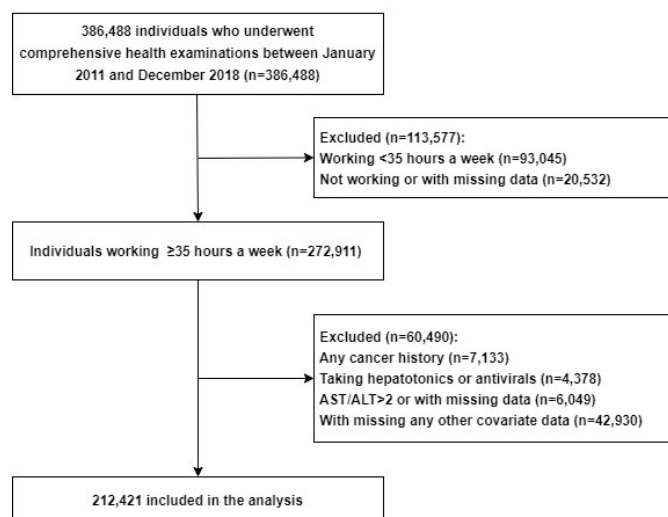 386,488 individuals who underwent
comprehensive health examinations between January
2011 and December 2018 (n=386,488)
Excluded (n=113,577):
Working <35 hours a week (n=93,045)
Not working or with missing data (n=20,532)
Individuals working ≥35 hours a week (n=272,911)
Excluded (n=60,490):
Any cancer history (n=7,133)
Taking hepatotonics or antivirals (n=4,378)
AST/ALT>2 or with missing data (n=6,049)
With missing any other covariate data (n=42,930)
212,421 included in the analysis